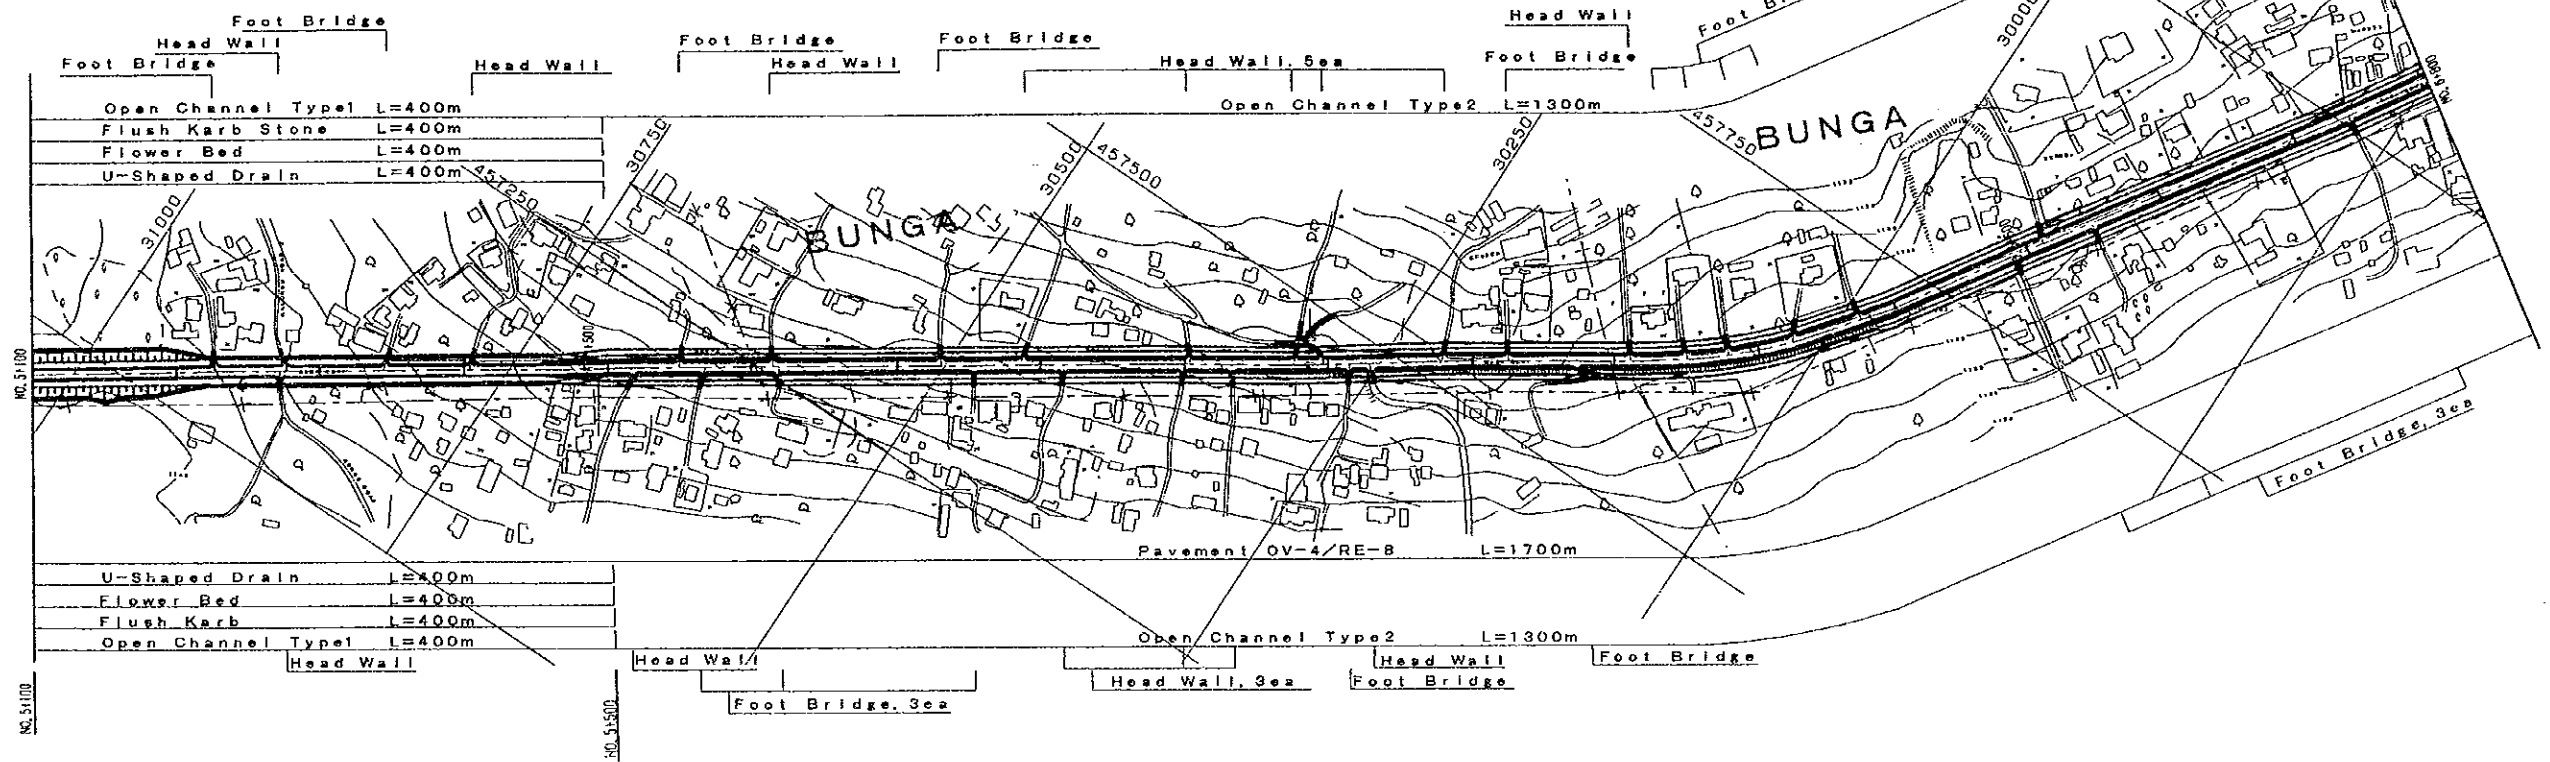 Foot Bridge
Head Wall
Foot Bridge
Head Wall
Foot Bridge
Head Wall
Foot Bridge
Head Wall, 5ea
Head Wall
Foot Bridge
Foot B
Open Channel Type1 L=400m
Flush Karb Stone L=400m
Flower Bed L=400m
U-Shaped Drain L=400m
Open Channel Type2 L=1300m
31000
457250
30750
30500
457500
30250
457750
30000
BUNGA
BUNGA
NO. 5+100
NO. 6+800
Foot Bridge, 3ea
Pavement OV-4/RE-8 L=1700m
U-Shaped Drain L=400m
Flower Bed L=400m
Flush Karb L=400m
Open Channel Type1 L=400m
Open Channel Type2 L=1300m
Head Wall
Head Wall
Foot Bridge, 3ea
Head Wall, 3ea
Head Wall
Foot Bridge
Foot Bridge
NO. 5+100
NO. 5+500